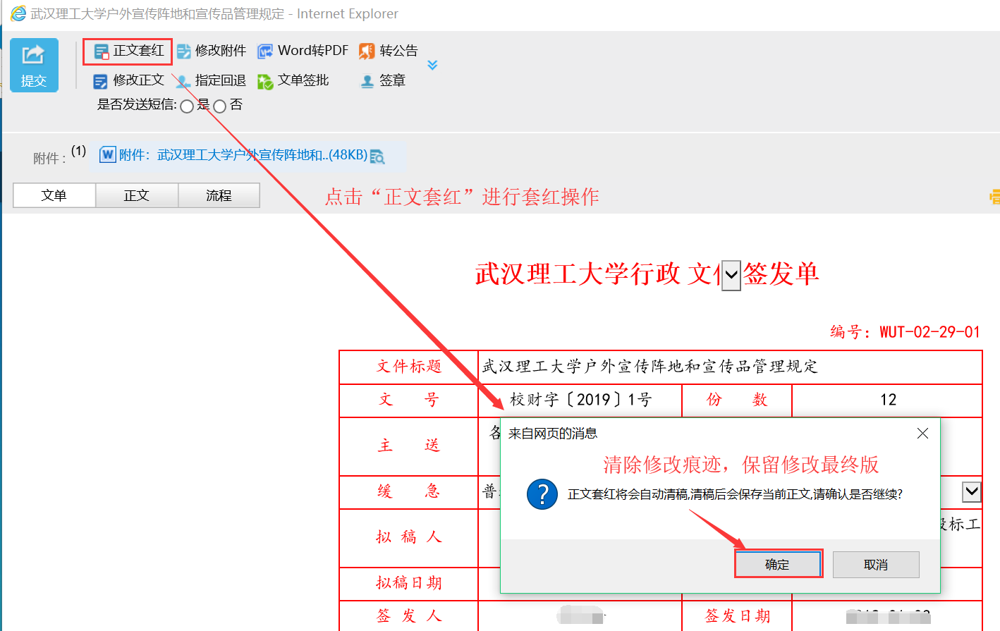 武汉理工大学户外宣传阵地和宣传品管理规定 - Internet Explorer
提交
正文套红 修改附件 Word转PDF 转公告
修改正文 指定回退 文单签批 签章
是否发送短信: 是 否
附件: (1) 附件: 武汉理工大学户外宣传阵地和..(48KB)
文单 正文 流程
点击“正文套红”进行套红操作
武汉理工大学行政 文 签发单
编号: WUT-02-29-01
文件标题 武汉理工大学户外宣传阵地和宣传品管理规定
文 号 校财字〔2019〕1号 份 数 12
主 送 各
来自网页的消息
清除修改痕迹，保留修改最终版
正文套红将会自动清稿,清稿后会保存当前正文,请确认是否继续?
确定 取消
缓 急 普
拟 稿 人 标工
拟稿日期
签 发 人 签发日期